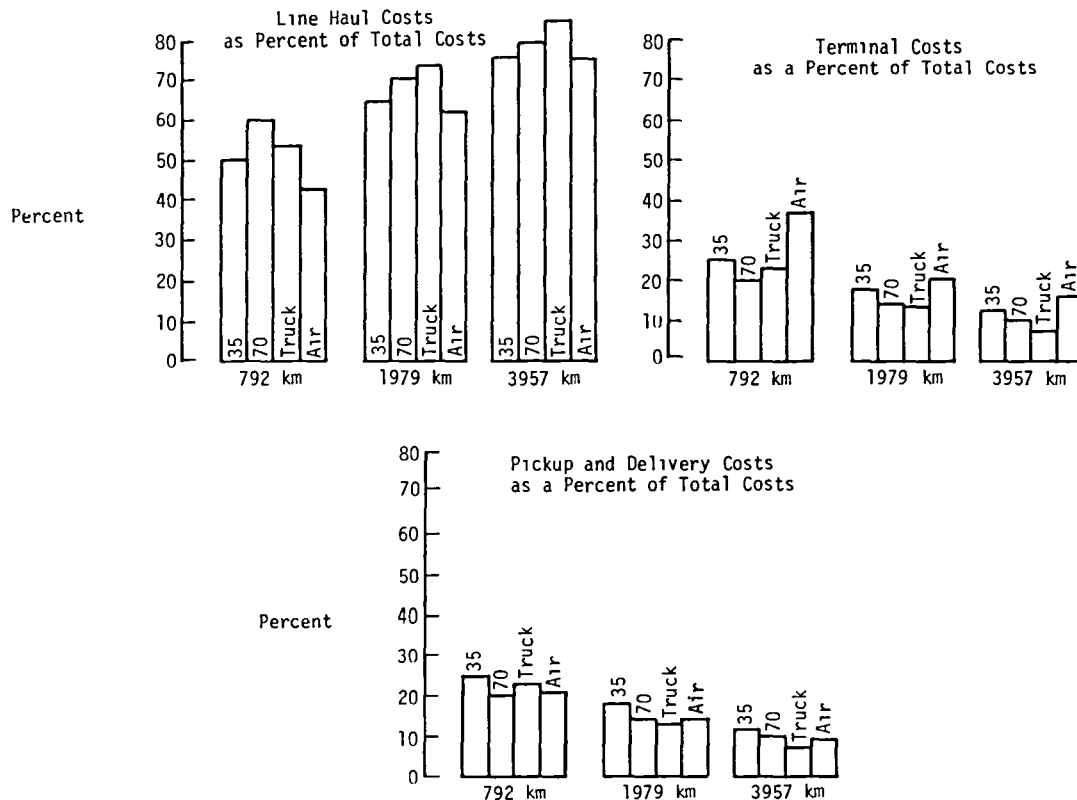 Line Haul Costs
as Percent of Total Costs
Percent
80
70
60
50
40
30
20
10
0
35 70 Truck Air
35 70 Truck Air
35 70 Truck Air
792 km 1979 km 3957 km
Terminal Costs
as a Percent of Total Costs
80
70
60
50
40
30
20
10
0
35 70 Truck Air
35 70 Truck Air
35 70 Truck Air
792 km 1979 km 3957 km
Pickup and Delivery Costs
as a Percent of Total Costs
Percent
80
70
60
50
40
30
20
10
0
35 70 Truck Air
35 70 Truck Air
35 70 Truck Air
792 km 1979 km 3957 km